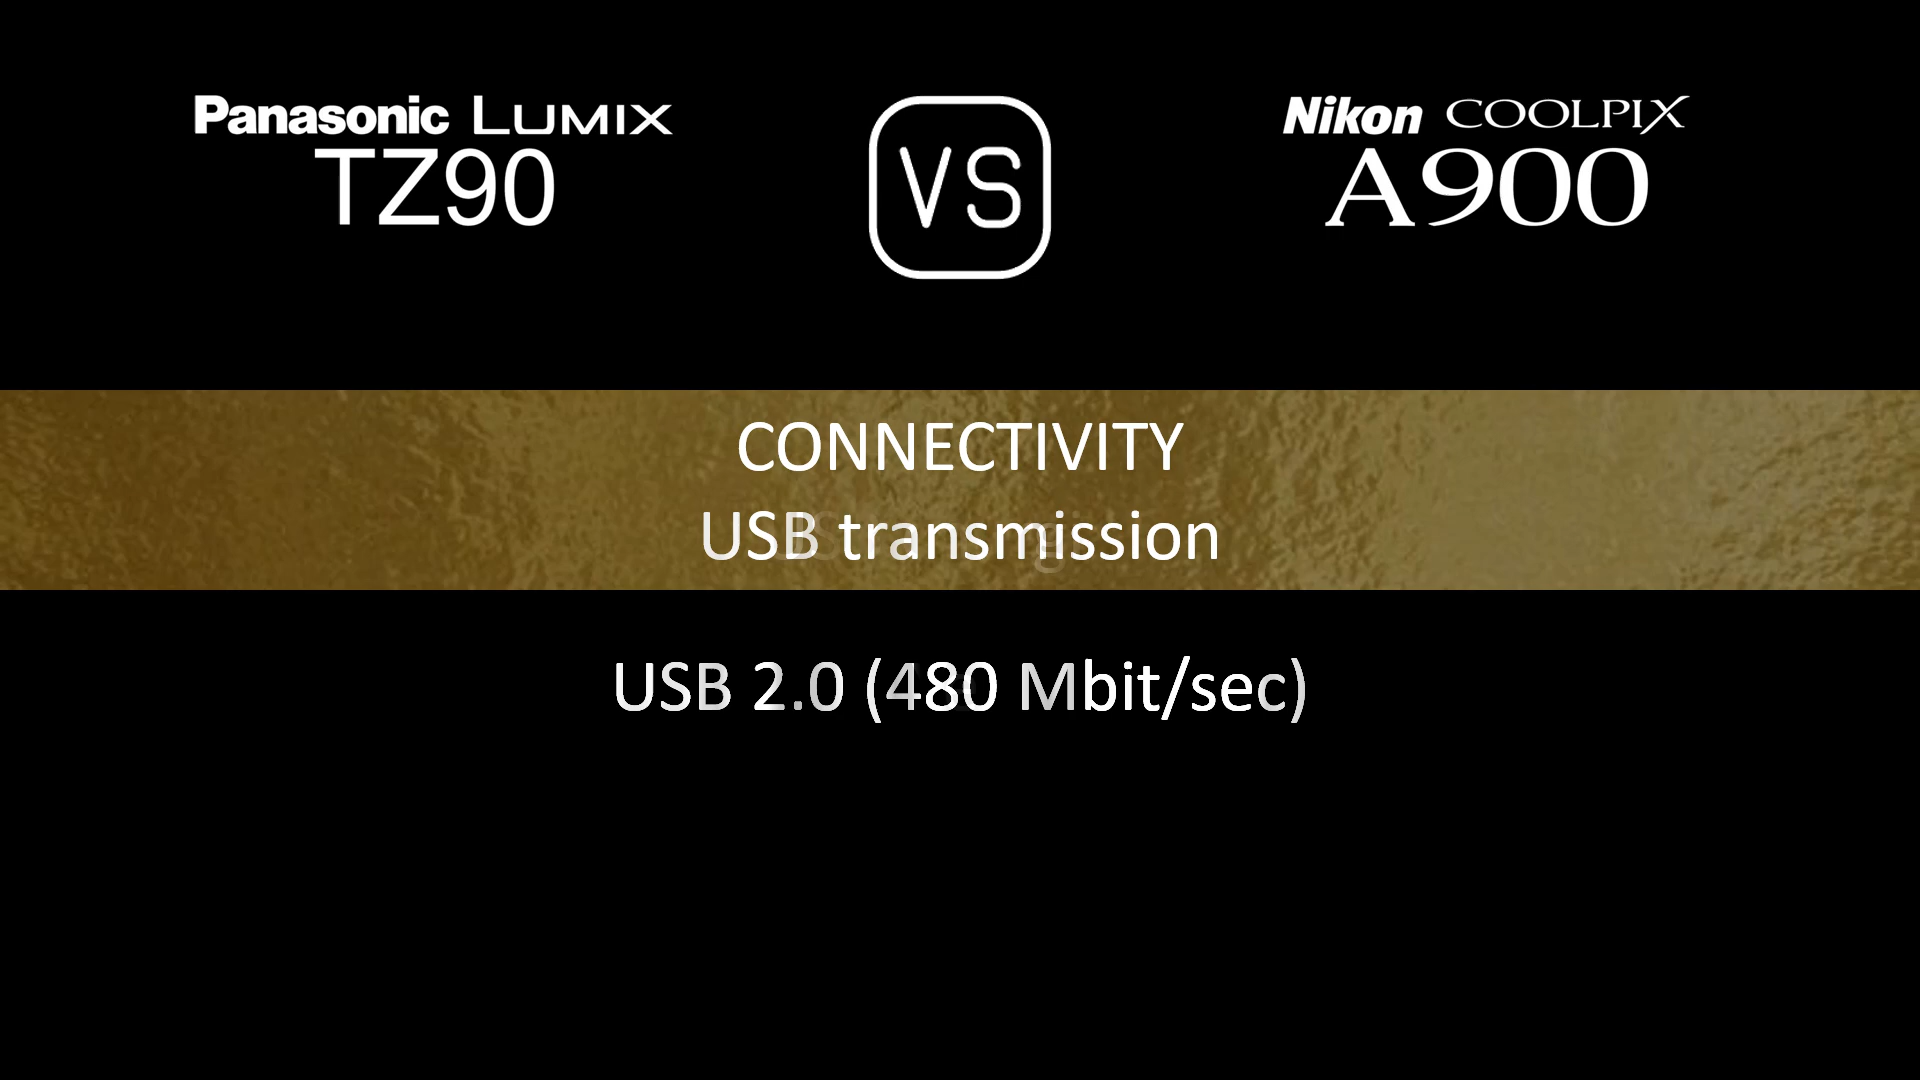 Panasonic LUMIX
TZ90
VS
Nikon COOLPIX
A900
CONNECTIVITY
USB transmission
USB 2.0 (480 Mbit/sec)